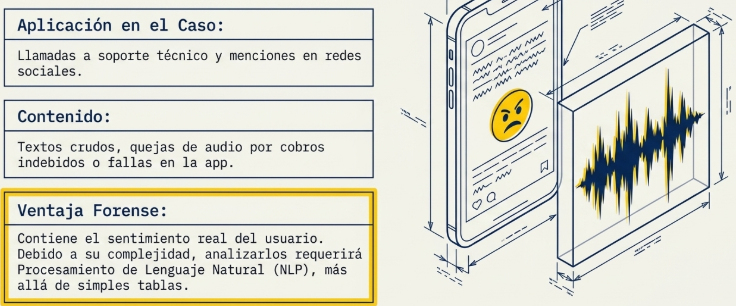 Aplicación en el Caso:
Llamadas a soporte técnico y menciones en redes
sociales.
Contenido:
Textos crudos, quejas de audio por cobros
indebidos o fallas en la app.
Ventaja Forense:
Contiene el sentimiento real del usuario.
Debido a su complejidad, analizarlos requerirá
Procesamiento de Lenguaje Natural (NLP), más
allá de simples tablas.